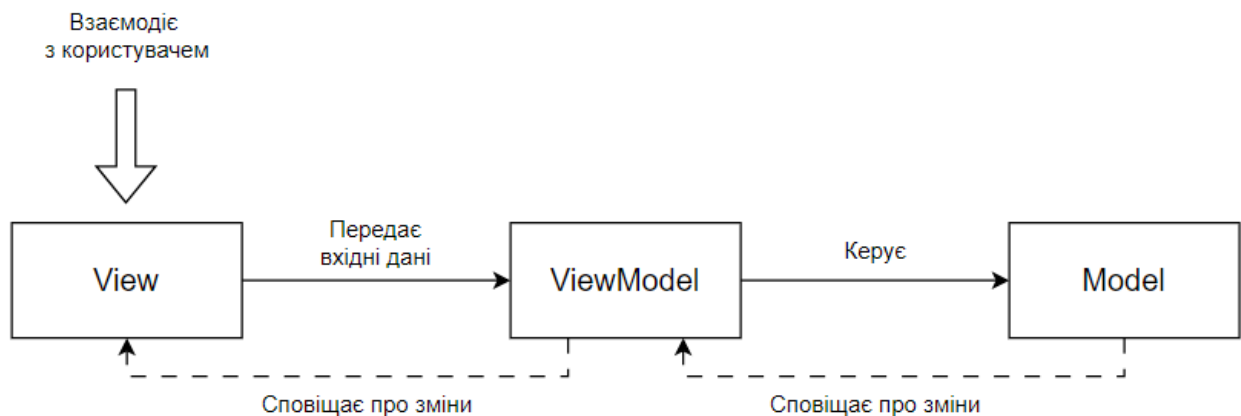 Взаємодіє
з користувачем
Передає
вхідні дані
Керує
View
ViewModel
Model
Сповіщає про зміни
Сповіщає про зміни